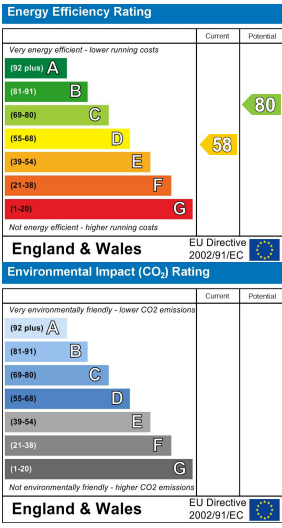 Energy Efficiency Rating
Current Potential
Very energy efficient - lower running costs
(92 plus) A
(81-91) B
(69-80) C
(55-68) D
(39-54) E
(21-38) F
(1-20) G
58
80
Not energy efficient - higher running costs
England & Wales
EU Directive
2002/91/EC
Environmental Impact (CO₂) Rating
Current Potential
Very environmentally friendly - lower CO2 emissions
(92 plus) A
(81-91) B
(69-80) C
(55-68) D
(39-54) E
(21-38) F
(1-20) G
Not environmentally friendly - higher CO2 emissions
England & Wales
EU Directive
2002/91/EC